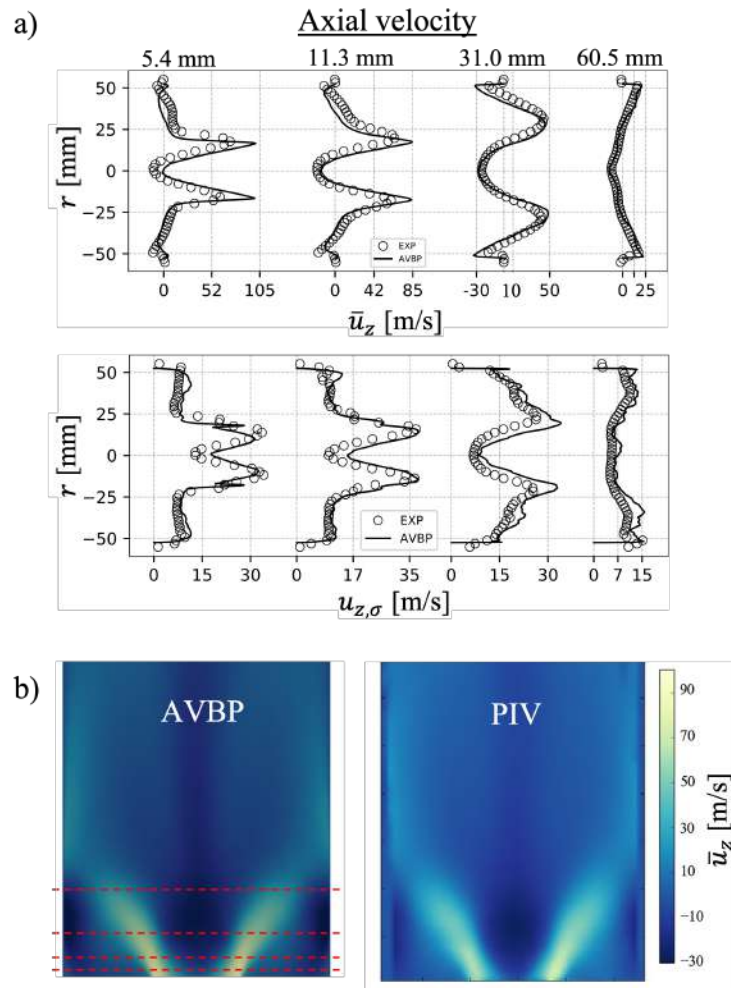 a)
Axial velocity
5.4 mm 11.3 mm 31.0 mm 60.5 mm
50
25
0
-25
-50
r [mm]
EXP
AVBP
0 52 105 0 42 85 -30 10 50 0 25
u̅z [m/s]
50
25
0
-25
-50
r [mm]
EXP
AVBP
0 15 30 0 17 35 0 15 30 0 7 15
uz,σ [m/s]
b)
AVBP
PIV
90
70
50
30
10
-10
-30
u̅z [m/s]